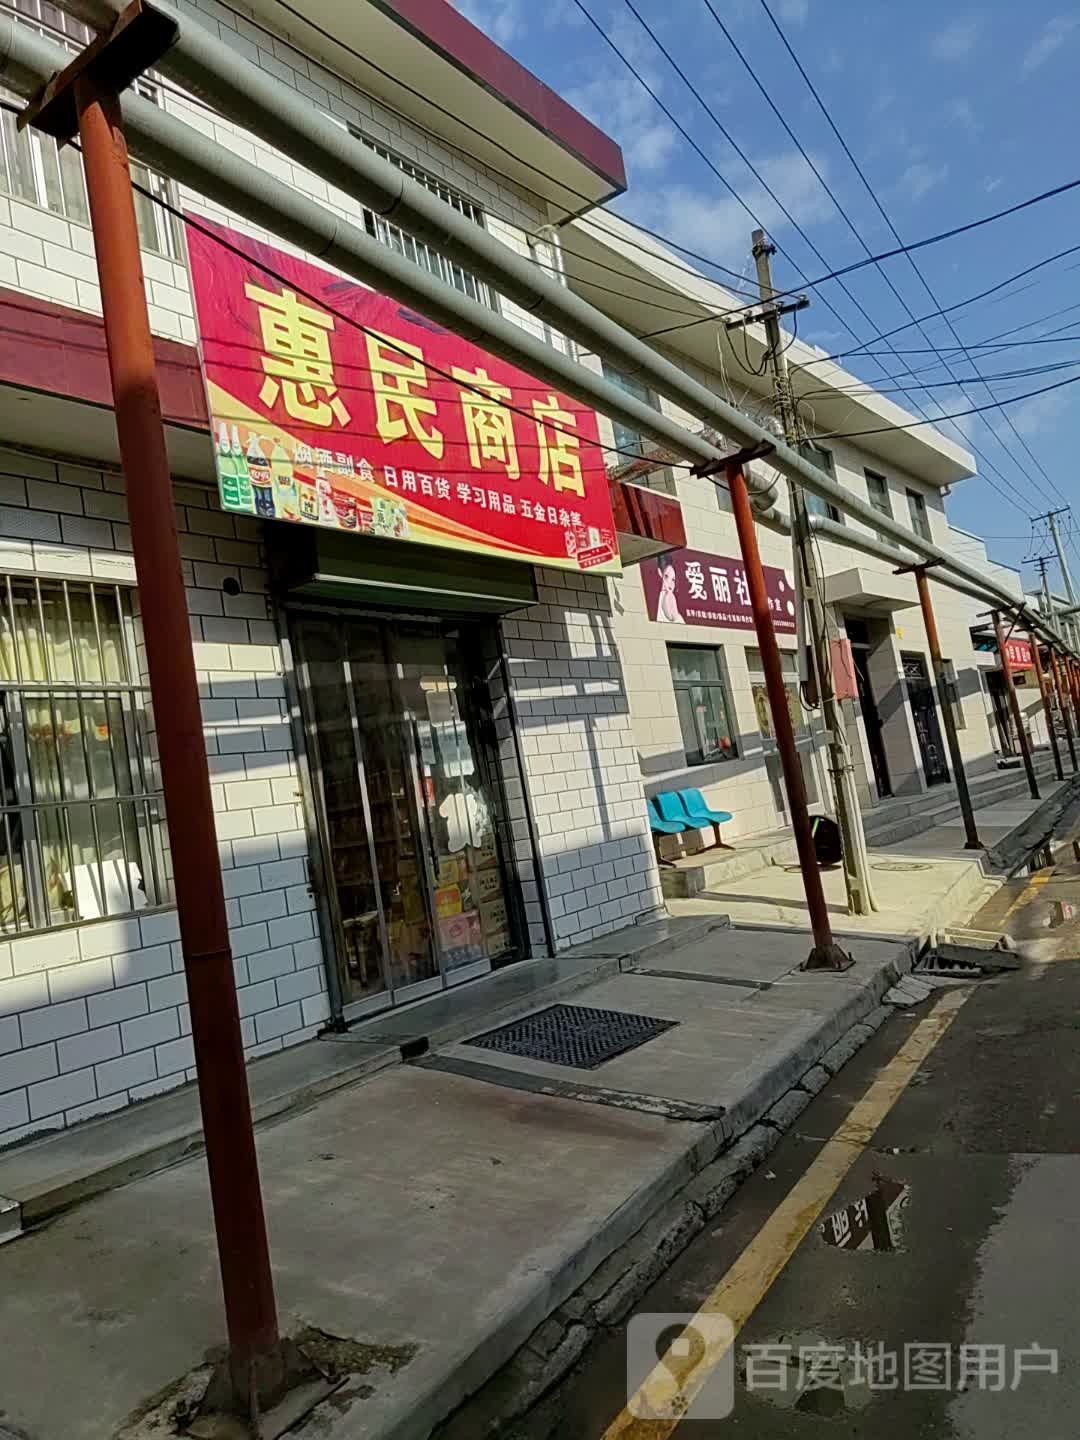 惠民商店
烟酒副食 日用百货 学习用品 五金日杂等
爱丽社
百度地图用户